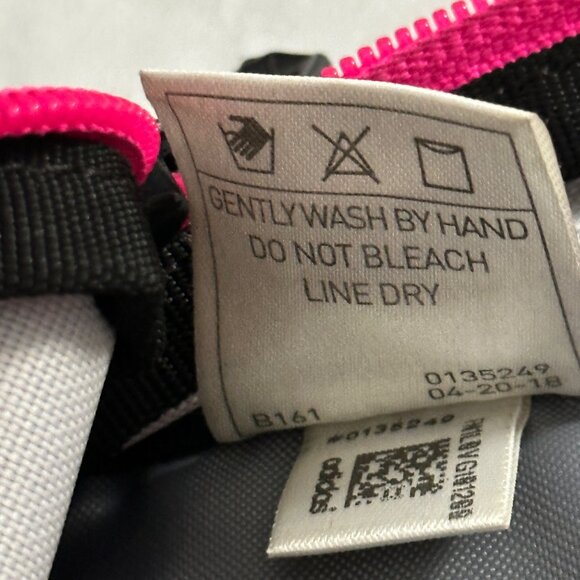 GENTLY WASH BY HAND
DO NOT BLEACH
LINE DRY
0135249
B161 04-20-18
#0135249
adidas